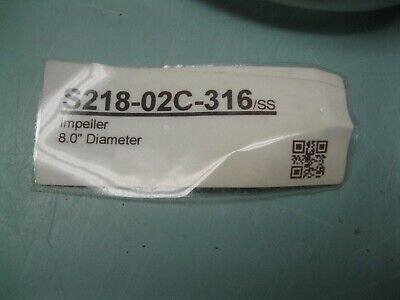 S218-02C-316/SS
Impeller
8.0" Diameter